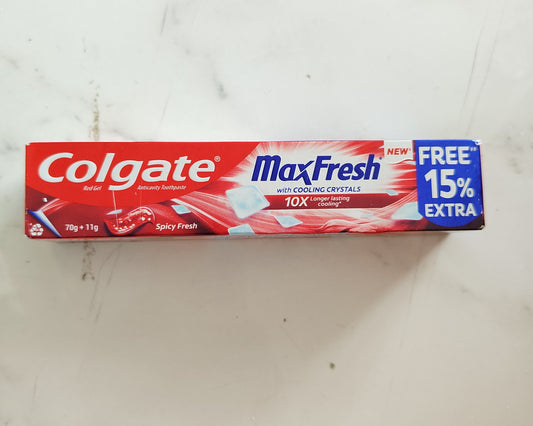 Colgate®
Red Gel Anticavity Toothpaste
70g+11g Spicy Fresh
MaxFresh®
with COOLING CRYSTALS
10X Longer lasting
cooling*
NEW*
FREE**
15%
EXTRA